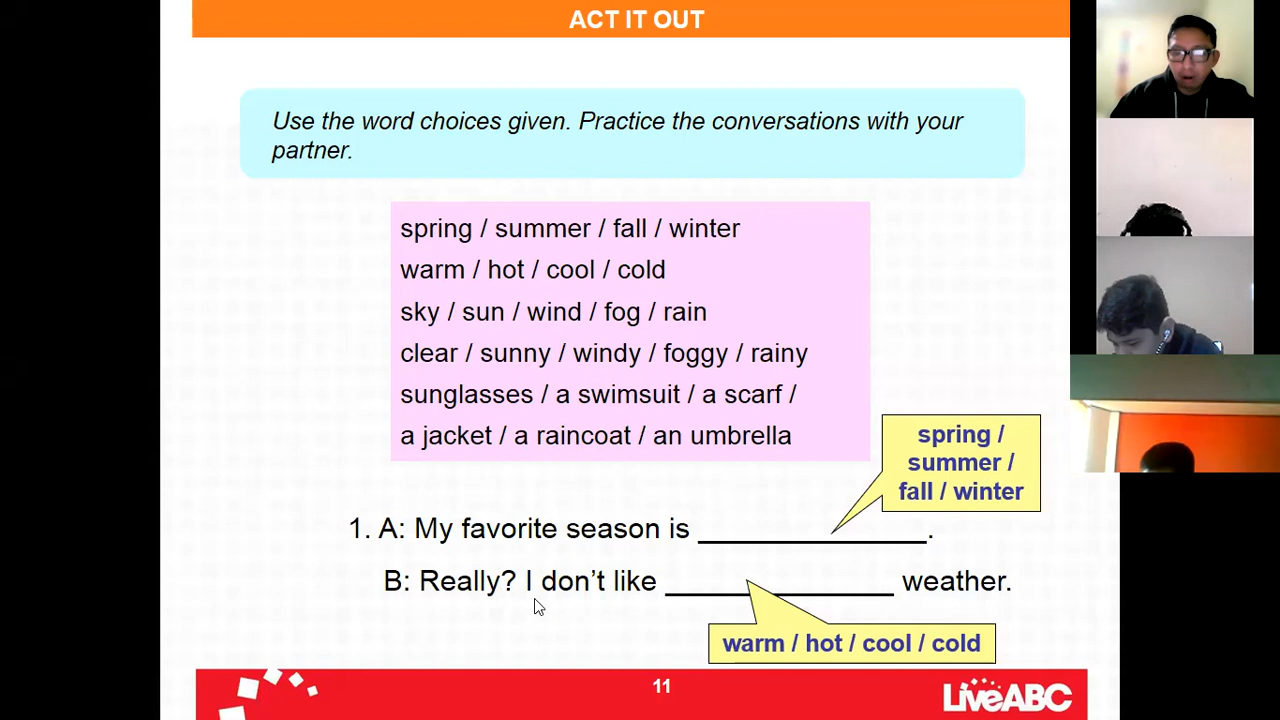 ACT IT OUT
Use the word choices given. Practice the conversations with your
partner.
spring / summer / fall / winter
warm / hot / cool / cold
sky / sun / wind / fog / rain
clear / sunny / windy / foggy / rainy
sunglasses / a swimsuit / a scarf /
a jacket / a raincoat / an umbrella
spring /
summer /
fall / winter
1. A: My favorite season is _______________.
B: Really? I don’t like _______________ weather.
warm / hot / cool / cold
11
LiveABC